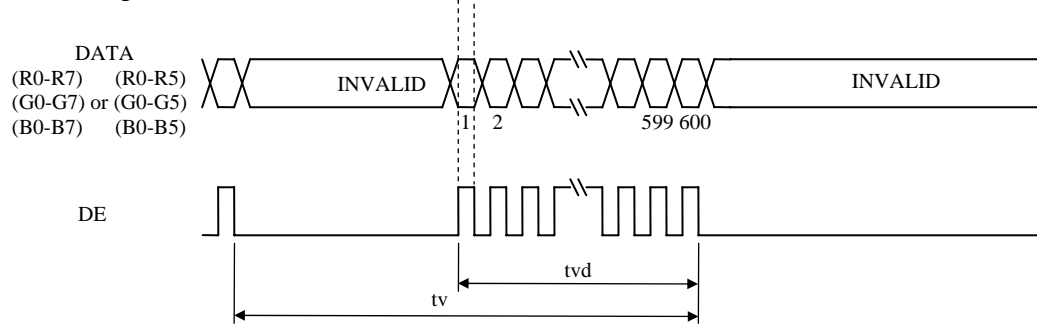 DATA
(R0-R7) (R0-R5)
(G0-G7) or (G0-G5)
(B0-B7) (B0-B5)
INVALID
INVALID
1 2 599 600
DE
tvd
tv